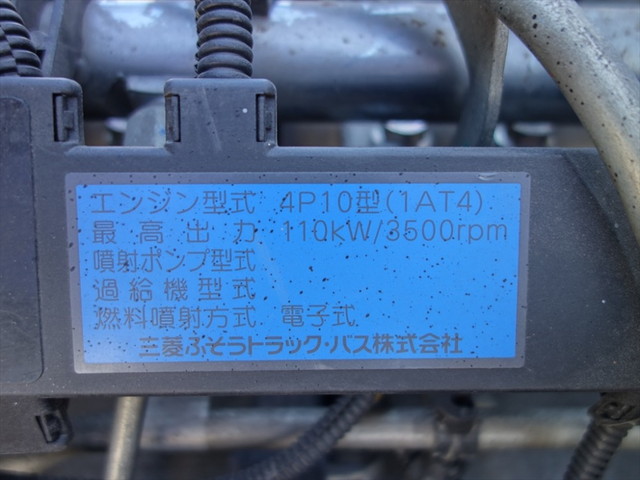 エンジン型式 4P10型(1AT4)
最高出力 110kW/3500rpm
噴射ポンプ型式
過給機型式
燃料噴射方式 電子式
三菱ふそうトラック・バス株式会社